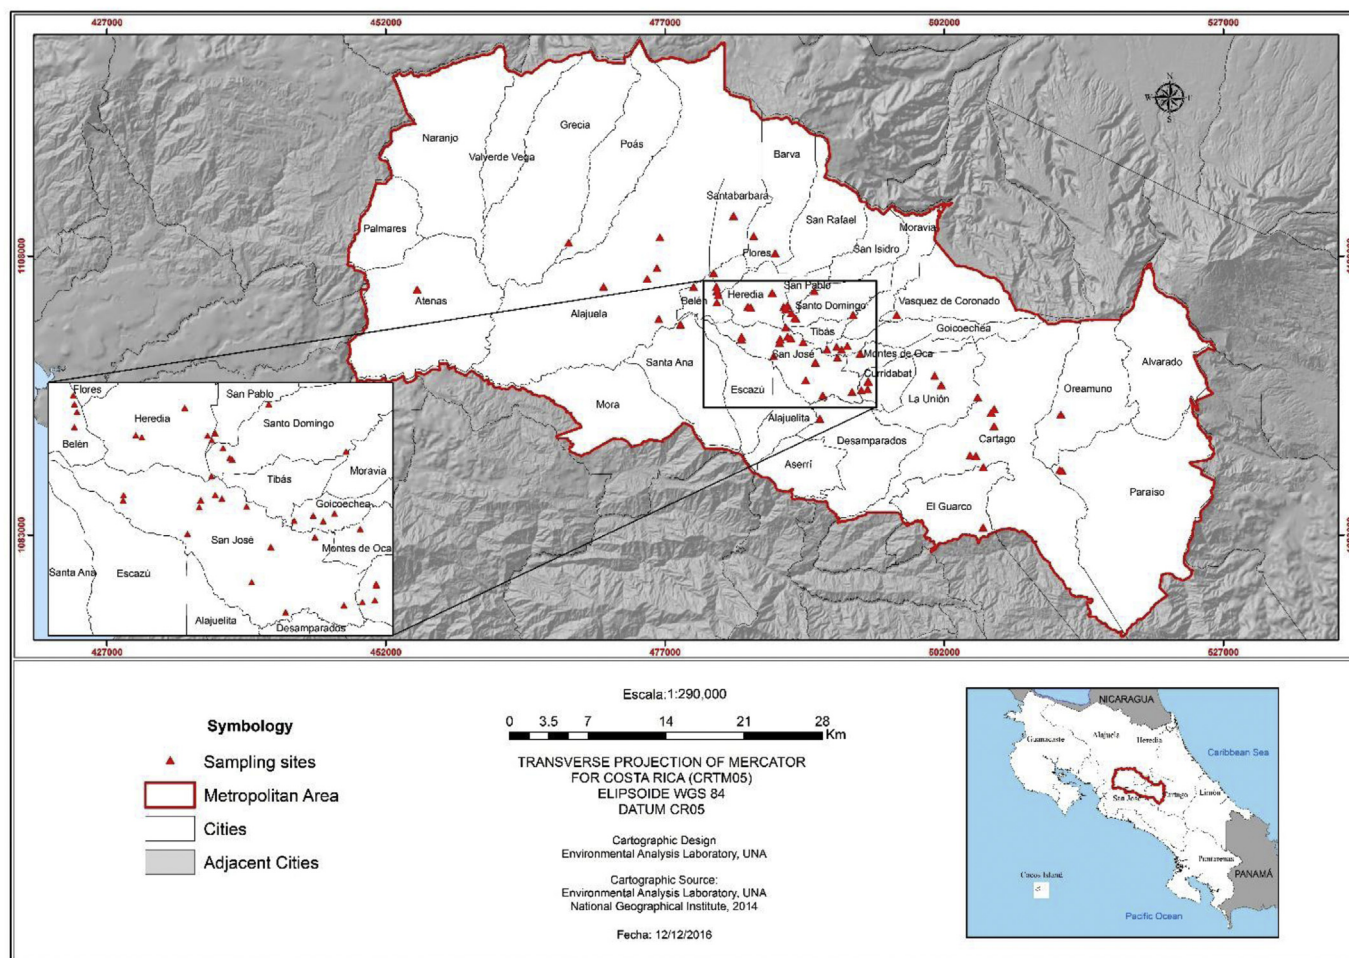 427000 452000 477000 502000 527000
N
W E
S
Naranjo
Valverde Vega
Grecia
Poás
Barva
Santabarbara
San Rafael
Moravia
Palmares
Flores
San Isidro
1108000
Atenas
Belén
Heredia
San Pablo
Santo Domingo
Vasquez de Coronado
Alajuela
Tibás
Goicoechea
Santa Ana
San José
Montes de Oca
Alvarado
Curridabat
Oreamuno
Escazú
La Unión
Mora
Alajuelita
Desamparados
Cartago
Aserrí
Paraíso
El Guarco
1083000
Flores
San Pablo
Heredia
Santo Domingo
Belén
Moravia
Tibás
Goicoechea
San José
Montes de Oca
Santa Ana
Escazú
Alajuelita
Desamparados
427000 452000 477000 502000 527000
Symbology
Sampling sites
Metropolitan Area
Cities
Adjacent Cities
Escala:1:290,000
0 3.5 7 14 21 28
Km
TRANSVERSE PROJECTION OF MERCATOR
FOR COSTA RICA (CRTM05)
ELIPSOIDE WGS 84
DATUM CR05
Cartographic Design
Environmental Analysis Laboratory, UNA
Cartographic Source:
Environmental Analysis Laboratory, UNA
National Geographical Institute, 2014
Fecha: 12/12/2016
NICARAGUA
Guanacaste
Alajuela
Heredia
Caribbean Sea
San José
Cartago
Limón
Puntarenas
PANAMÁ
Cocos Island
Pacific Ocean